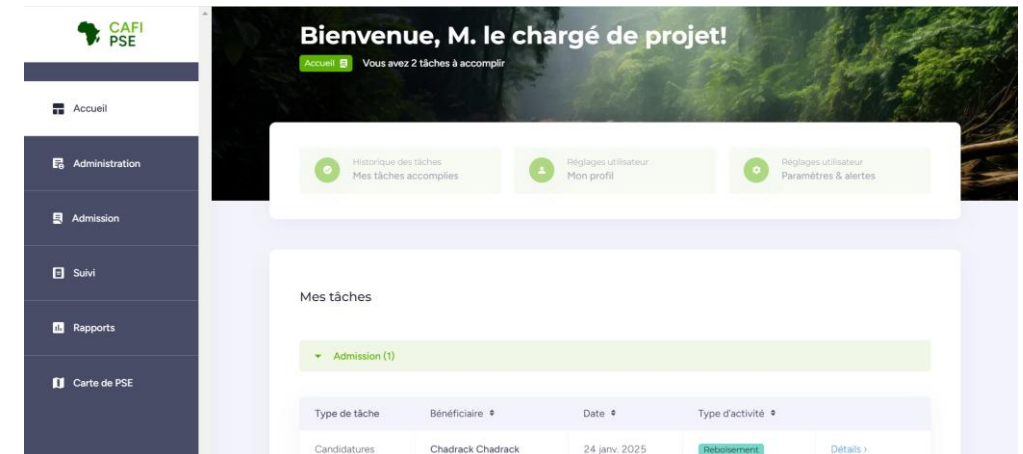 CAFI
PSE
Bienvenue, M. le chargé de projet!
Accueil Vous avez 2 tâches à accomplir
Accueil
Administration
Admission
Suivi
Rapports
Carte de PSE
Historique des tâches
Mes tâches accomplies
Réglages utilisateur
Mon profil
Réglages utilisateur
Paramètres & alertes
Mes tâches
Admission (1)
Type de tâche Bénéficiaire Date Type d'activité
Candidatures Chadrack Chadrack 24 janv. 2025 Reboisement Détails ›